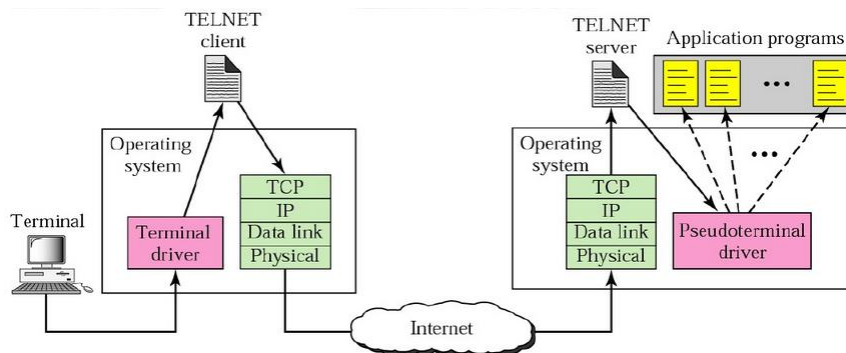 TELNET
client
TELNET
server
Application programs
Operating
system
TCP
IP
Data link
Physical
Terminal
Terminal
driver
Operating
system
TCP
IP
Data link
Physical
Pseudoterminal
driver
Internet